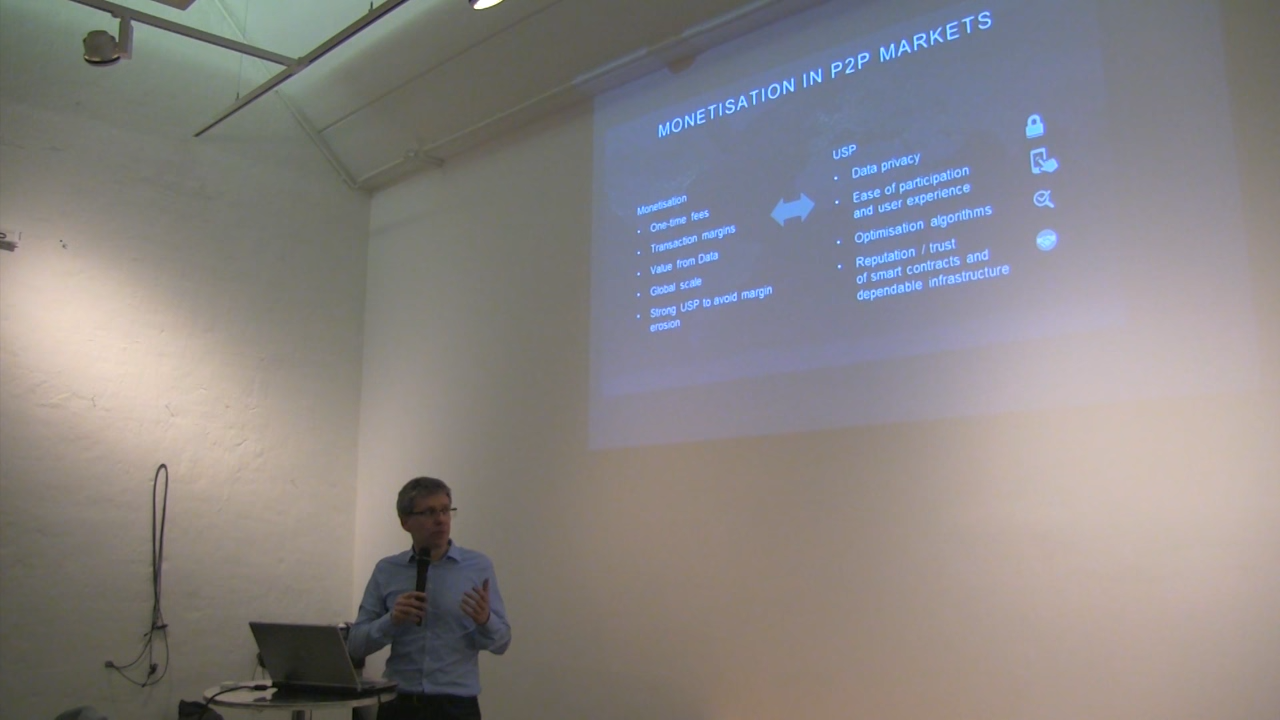 MONETISATION IN P2P MARKETS
Monetisation
• One-time fees
• Transaction margins
• Value from Data
• Global scale
• Strong USP to avoid margin
erosion
USP
• Data privacy
• Ease of participation
and user experience
• Optimisation algorithms
• Reputation / trust
of smart contracts and
dependable infrastructure